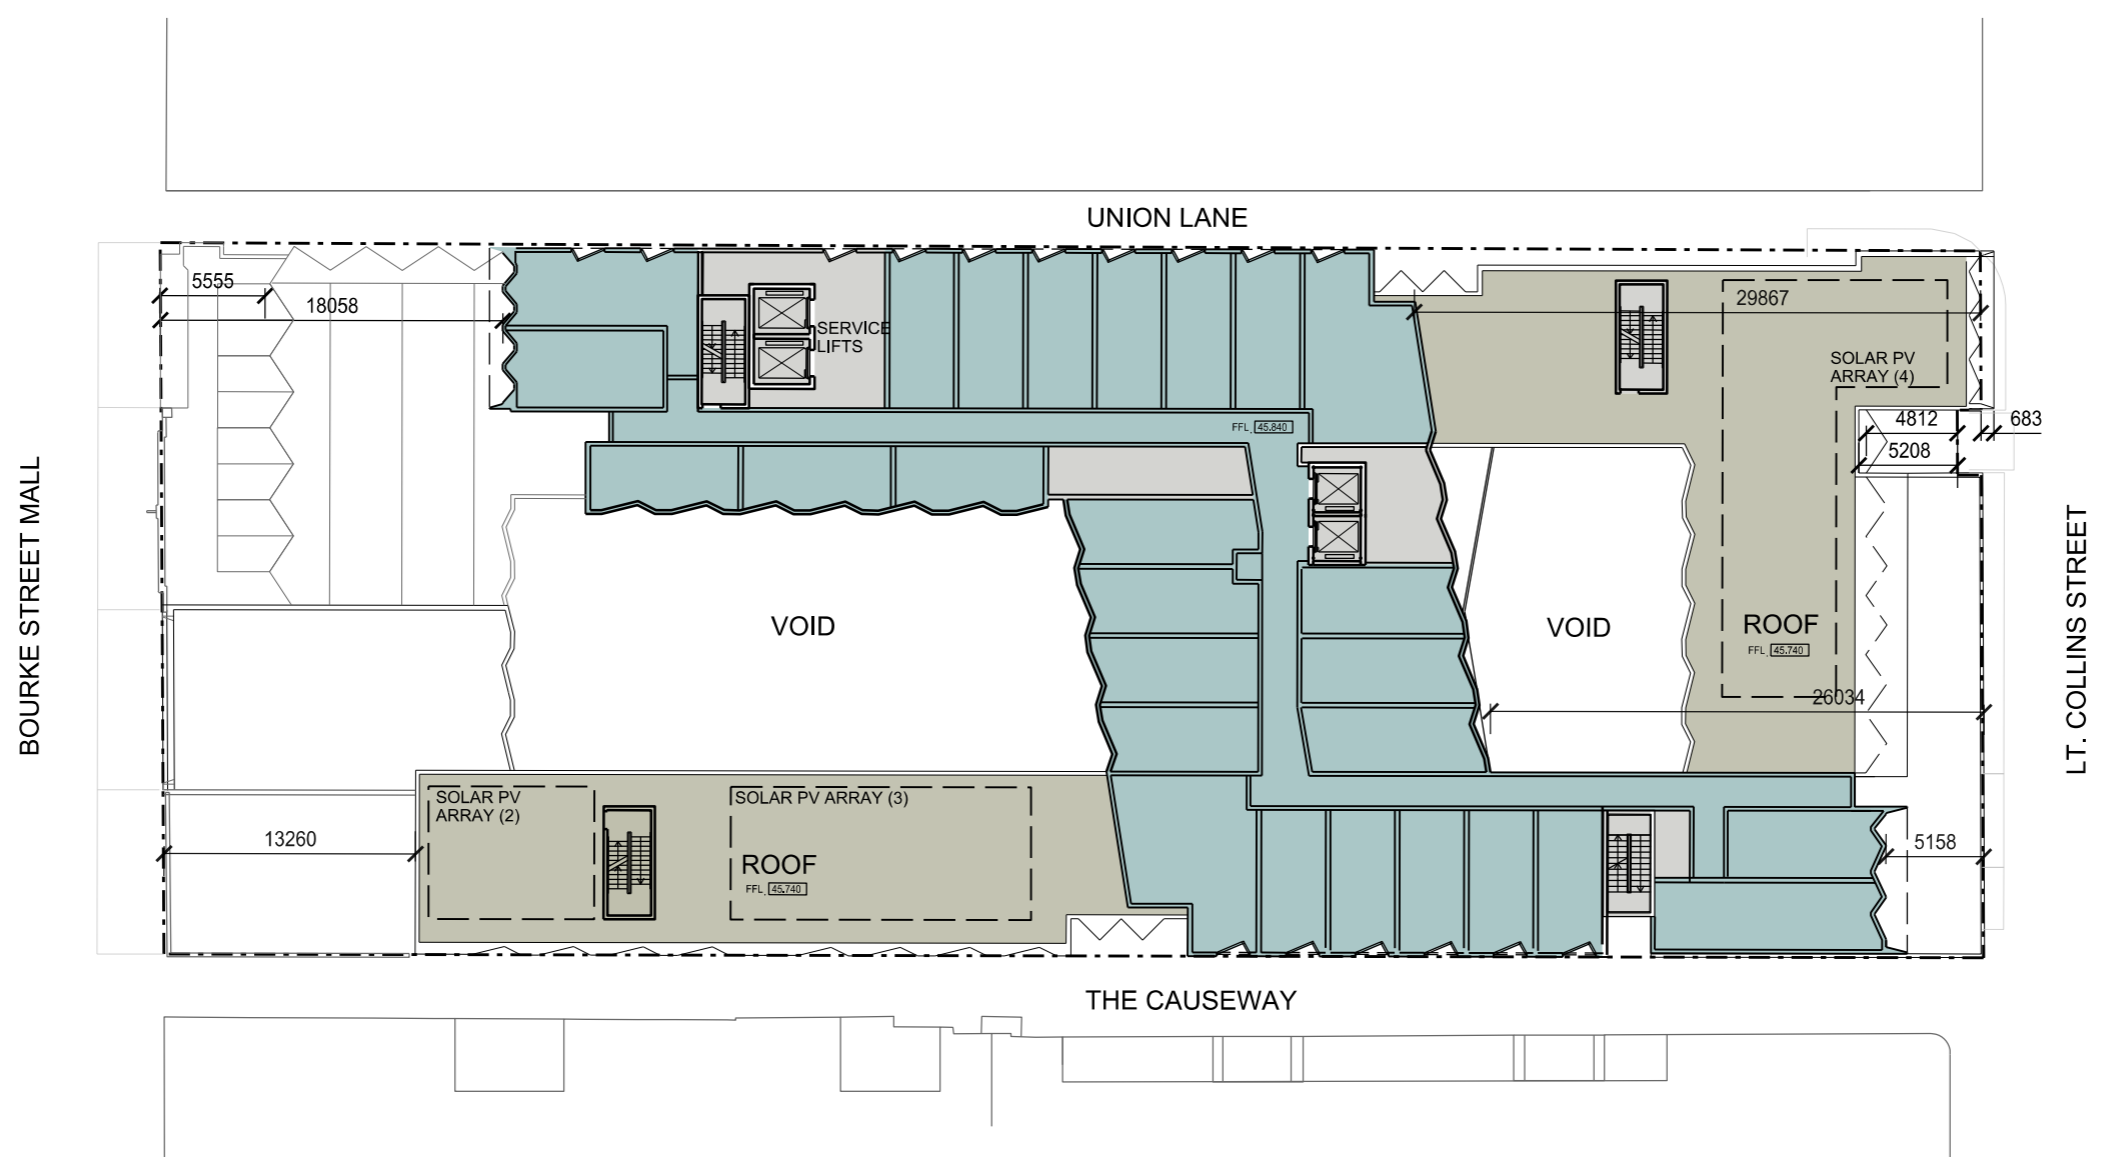 UNION LANE
5555
18058
29867
SERVICE
LIFTS
SOLAR PV
ARRAY (4)
4812
683
5208
FFL 45.840
BOURKE STREET MALL
LT. COLLINS STREET
VOID
VOID
ROOF
FFL 45.740
26034
SOLAR PV
ARRAY (2)
SOLAR PV ARRAY (3)
13260
ROOF
FFL 45.740
5158
THE CAUSEWAY